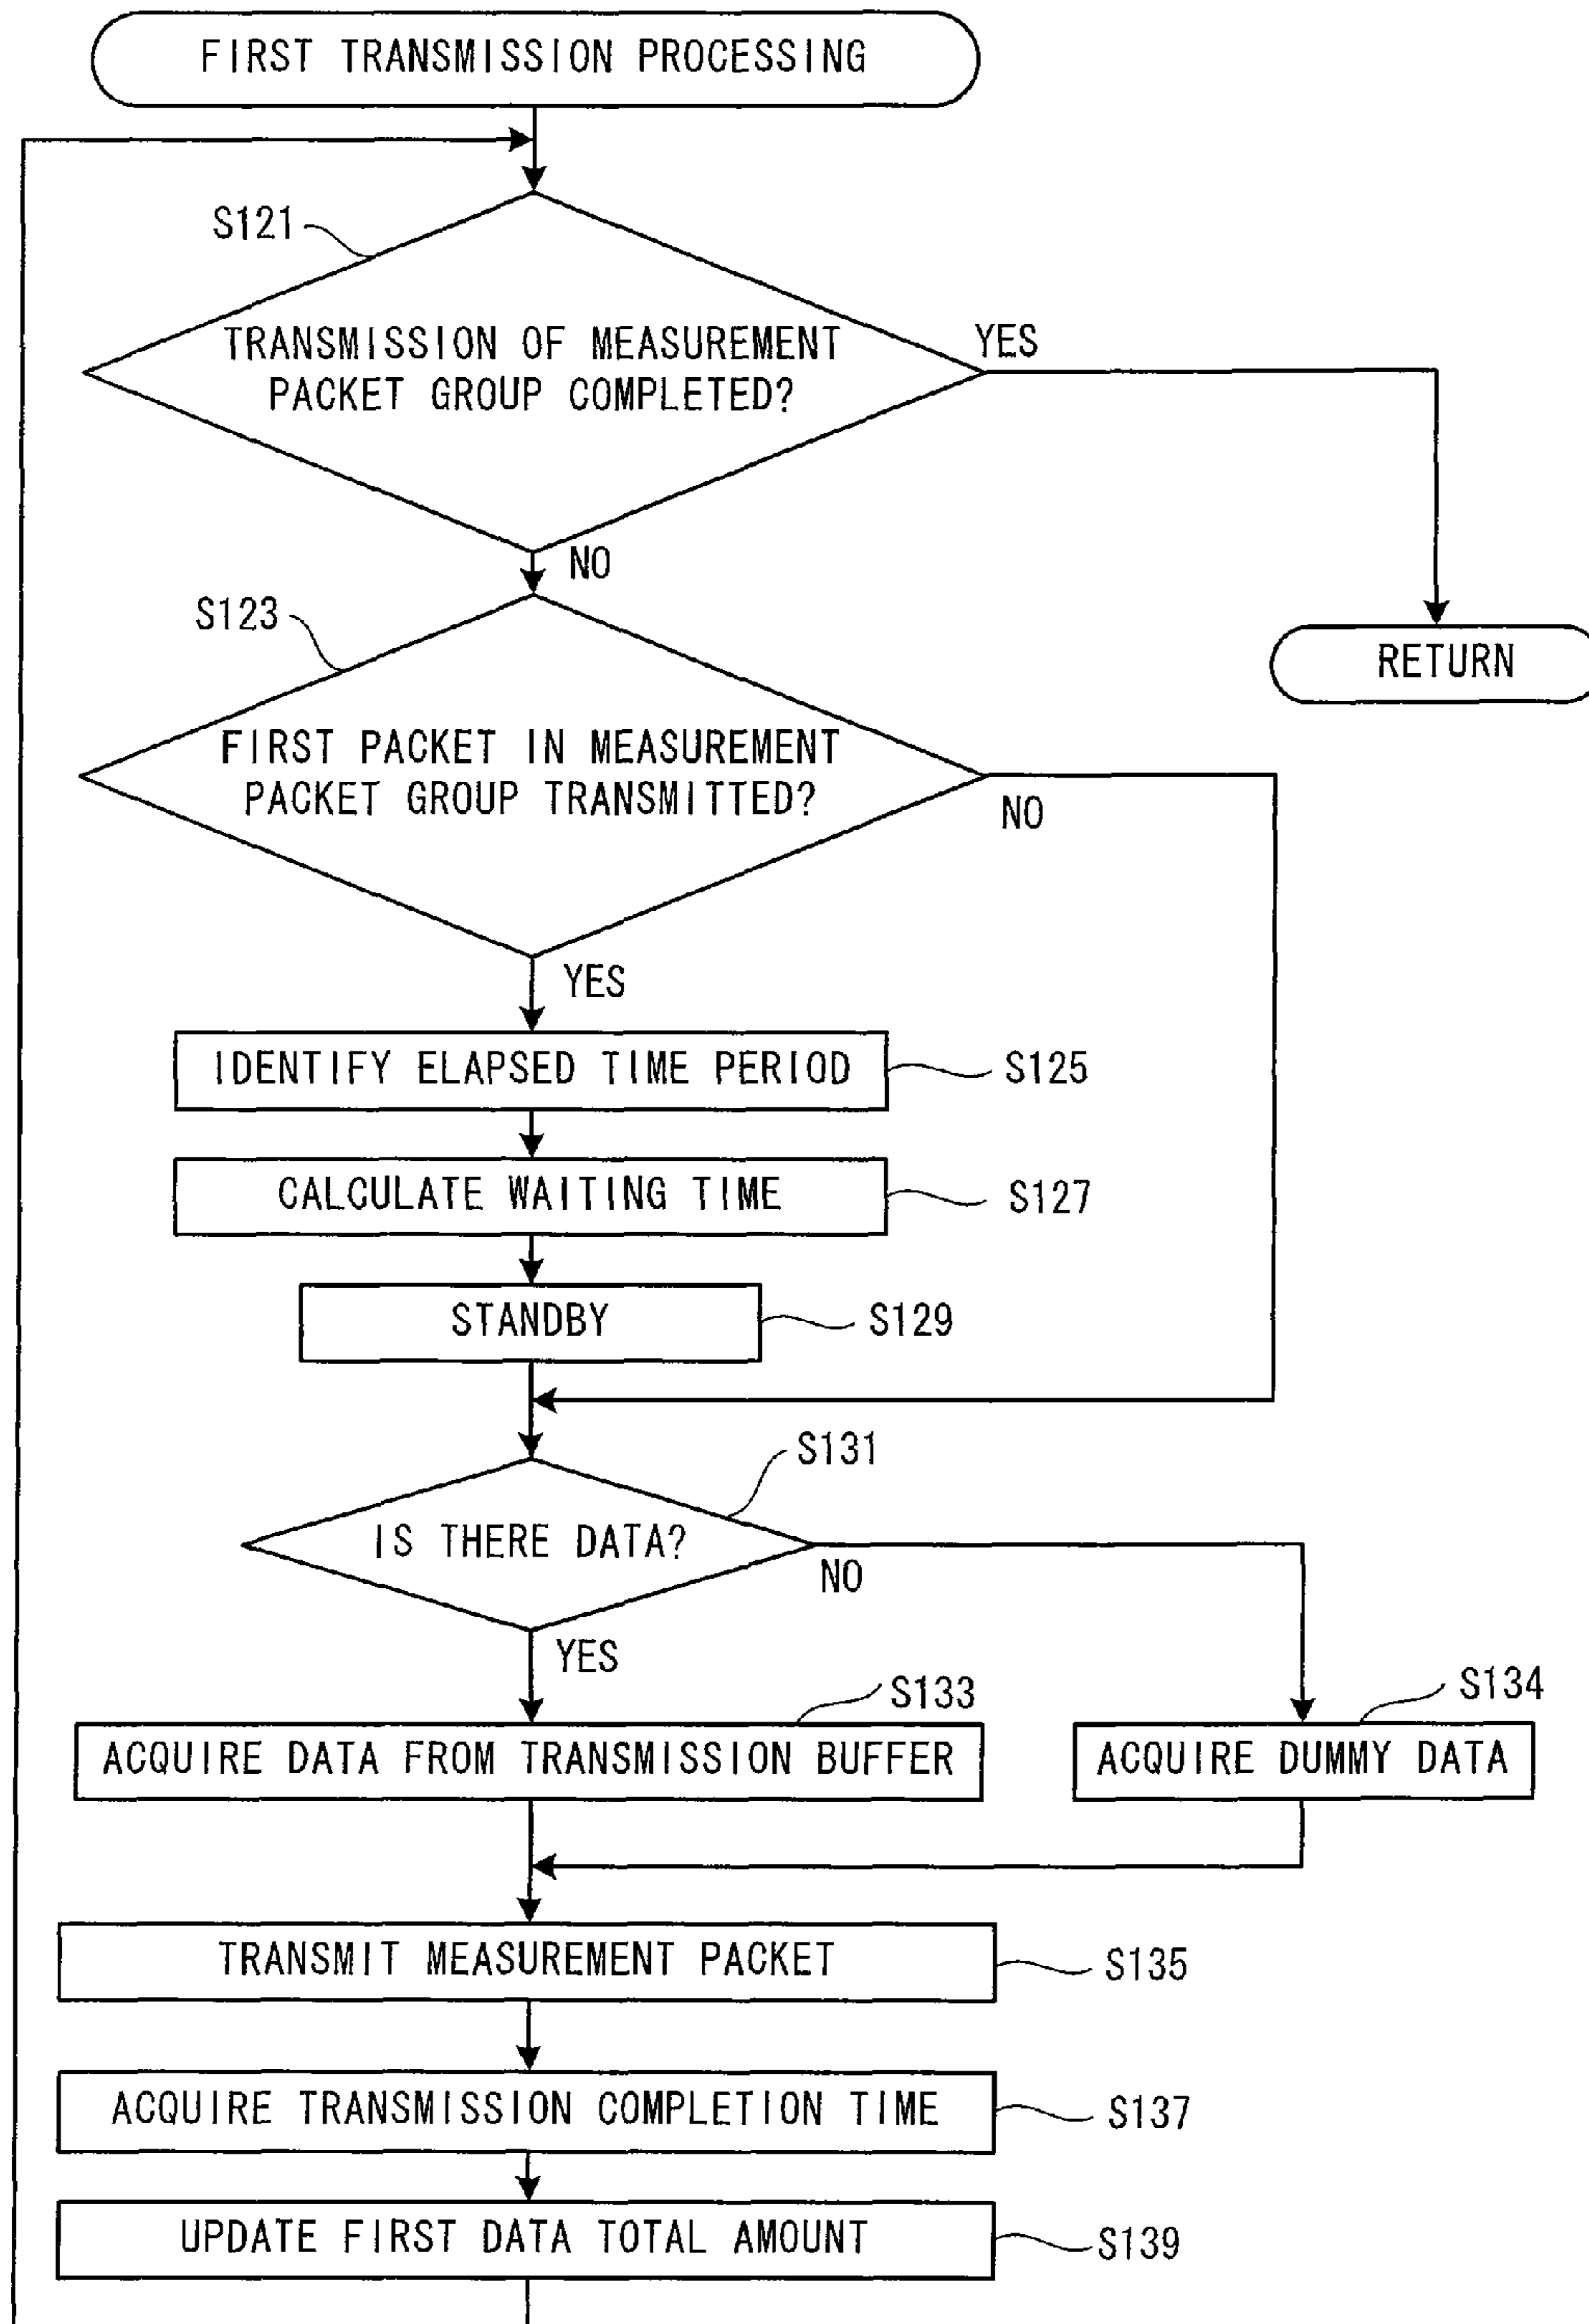 FIRST TRANSMISSION PROCESSING
S121
TRANSMISSION OF MEASUREMENT
PACKET GROUP COMPLETED?
YES
NO
S123
RETURN
FIRST PACKET IN MEASUREMENT
PACKET GROUP TRANSMITTED?
NO
YES
IDENTIFY ELAPSED TIME PERIOD
S125
CALCULATE WAITING TIME
S127
STANDBY
S129
S131
IS THERE DATA?
NO
YES
S133
S134
ACQUIRE DATA FROM TRANSMISSION BUFFER
ACQUIRE DUMMY DATA
TRANSMIT MEASUREMENT PACKET
S135
ACQUIRE TRANSMISSION COMPLETION TIME
S137
UPDATE FIRST DATA TOTAL AMOUNT
S139